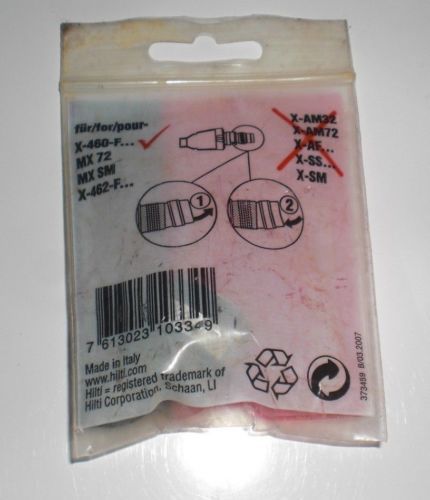 für/for/pour-
X-460-F...
MX 72
MX SM
X-462-F...
X-AM32
X-AM72
X-AF...
X-SS...
X-SM
1
2
7 613023 103349
Made in Italy
www.hilti.com
Hilti = registered trademark of
Hilti Corporation, Schaan, LI
373459 B/03.2007